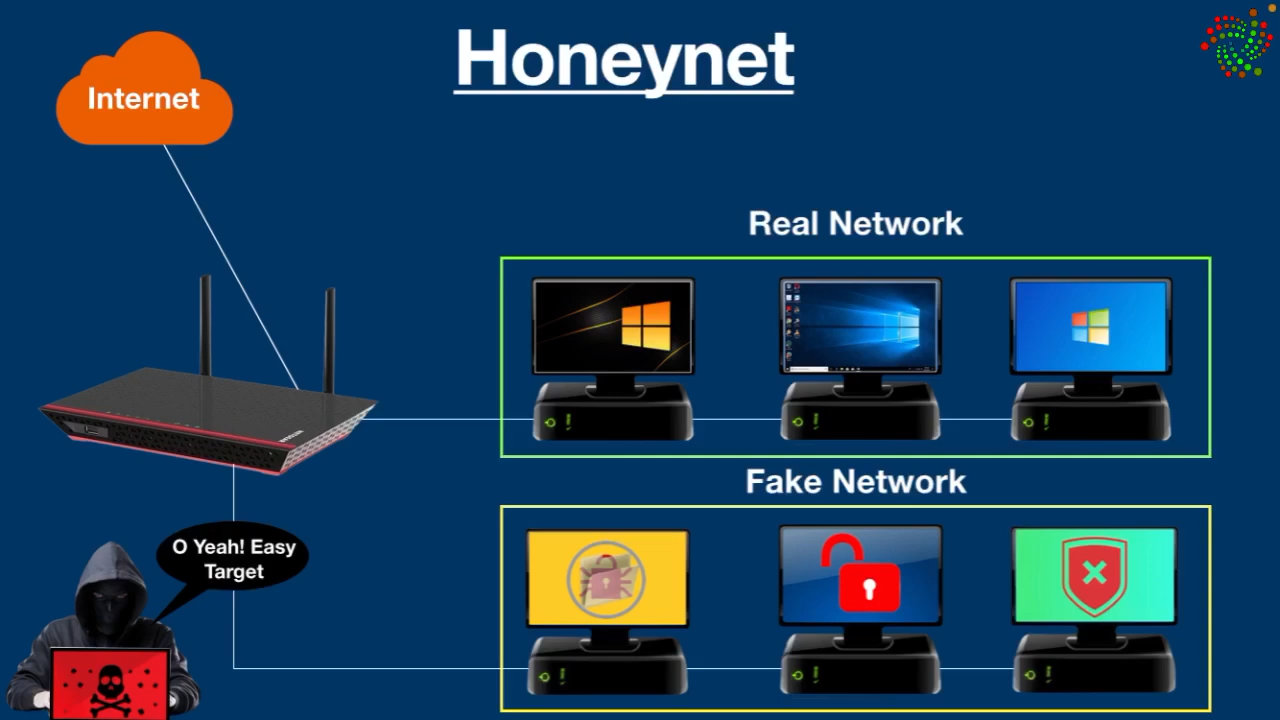 Honeynet
Internet
Real Network
Fake Network
O Yeah! Easy
Target